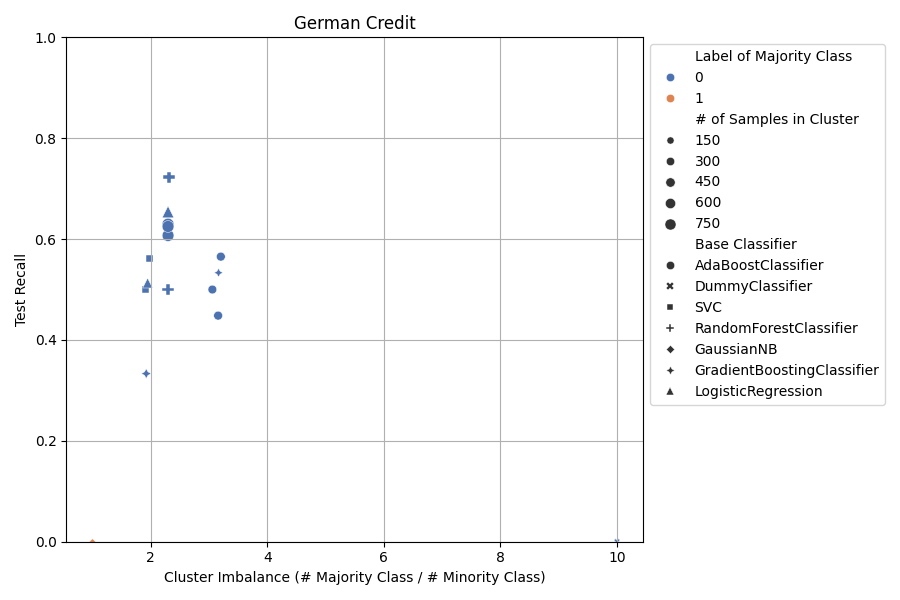 German Credit
1.0
0.8
0.6
0.4
0.2
0.0
Test Recall
2
4
6
8
10
Cluster Imbalance (# Majority Class / # Minority Class)
Label of Majority Class
0
1
# of Samples in Cluster
150
300
450
600
750
Base Classifier
AdaBoostClassifier
DummyClassifier
SVC
RandomForestClassifier
GaussianNB
GradientBoostingClassifier
LogisticRegression